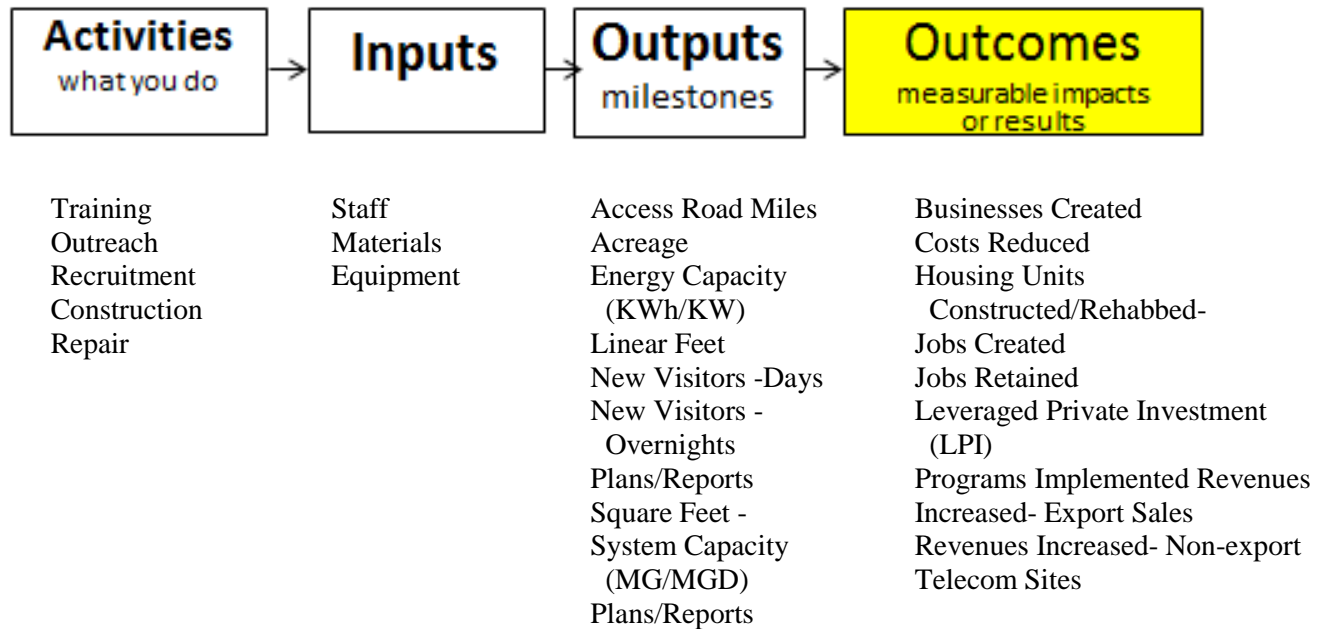 Activities
what you do
Inputs
Outputs
milestones
Outcomes
measurable impacts
or results
Training
Outreach
Recruitment
Construction
Repair
Staff
Materials
Equipment
Access Road Miles
Acreage
Energy Capacity
(KWh/KW)
Linear Feet
New Visitors -Days
New Visitors -
Overnights
Plans/Reports
Square Feet -
System Capacity
(MG/MGD)
Plans/Reports
Businesses Created
Costs Reduced
Housing Units
Constructed/Rehabbed-
Jobs Created
Jobs Retained
Leveraged Private Investment
(LPI)
Programs Implemented Revenues
Increased- Export Sales
Revenues Increased- Non-export
Telecom Sites